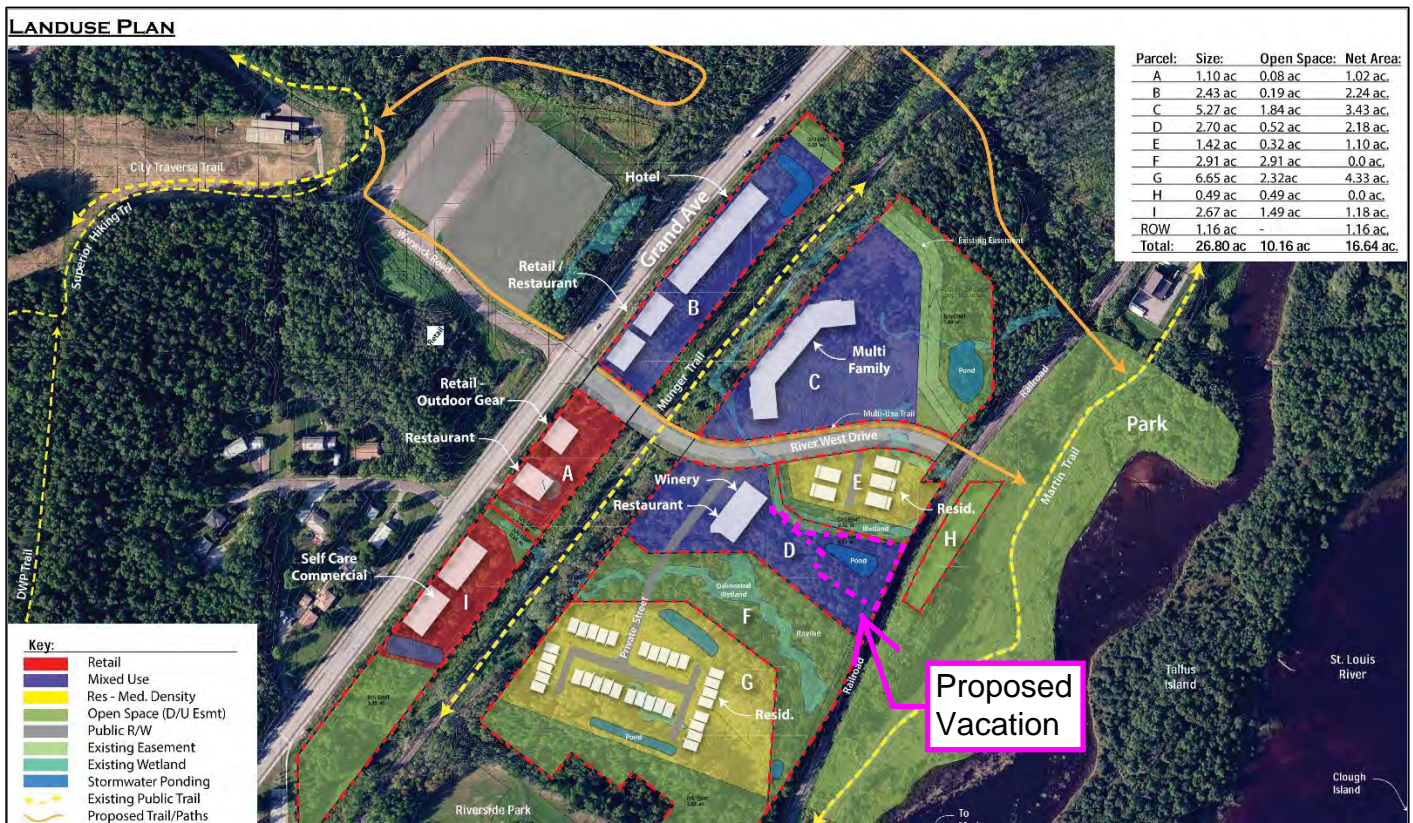 LANDUSE PLAN
Parcel: Size: Open Space: Net Area:
A 1.10 ac 0.08 ac 1.02 ac.
B 2.43 ac 0.19 ac 2.24 ac.
C 5.27 ac 1.84 ac 3.43 ac.
D 2.70 ac 0.52 ac 2.18 ac.
E 1.42 ac 0.32 ac 1.10 ac.
F 2.91 ac 2.91 ac 0.0 ac.
G 6.65 ac 2.32ac 4.33 ac.
H 0.49 ac 0.49 ac 0.0 ac.
I 2.67 ac 1.49 ac 1.18 ac.
ROW 1.16 ac - 1.16 ac.
Total: 26.80 ac 10.16 ac 16.64 ac.
City Traverse Trail
Superior Hiking Trl
Warwick Road
Grand Ave
Hotel
Retail /
Restaurant
B
Retail
Existing Easement
Munger Trail
Multi
Family
C
Pond
Railroad
Multi-Use Trail
River West Drive
Park
Martin Trail
Retail -
Outdoor Gear
Restaurant
A
Winery
Restaurant
E
Resid.
Wetland
D
Pond
H
Self Care
Commercial
I
DWP Trail
Delineated
Wetland
F
Ravine
Private Street
G
Resid.
Pond
Railroad
Proposed
Vacation
Tallus
Island
St. Louis
River
Clough
Island
Riverside Park
To
Key:
Retail
Mixed Use
Res - Med. Density
Open Space (D/U Esmt)
Public R/W
Existing Easement
Existing Wetland
Stormwater Ponding
Existing Public Trail
Proposed Trail/Paths